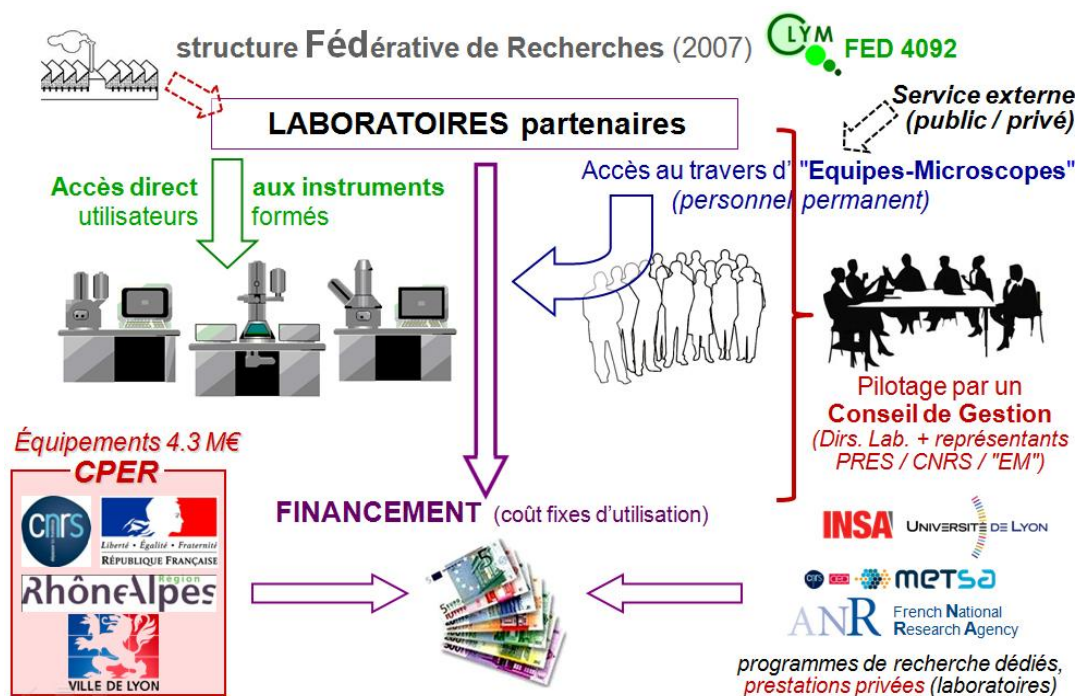 structure Fédérative de Recherches (2007)
CLYM
FED 4092
Service externe
(public / privé)
LABORATOIRES partenaires
Accès direct aux instruments
utilisateurs formés
Accès au travers d' "Equipes-Microscopes"
(personnel permanent)
Pilotage par un
Conseil de Gestion
(Dirs. Lab. + représentants
PRES / CNRS / "EM")
Équipements 4.3 M€
CPER
cnrs
Liberté • Égalité • Fraternité
RÉPUBLIQUE FRANÇAISE
Région
RhôneAlpes
VILLE DE LYON
FINANCEMENT (coût fixes d'utilisation)
INSA
UNIVERSITÉ DE LYON
cnrs
cea
METSA
ANR
French National
Research Agency
programmes de recherche dédiés,
prestations privées (laboratoires)